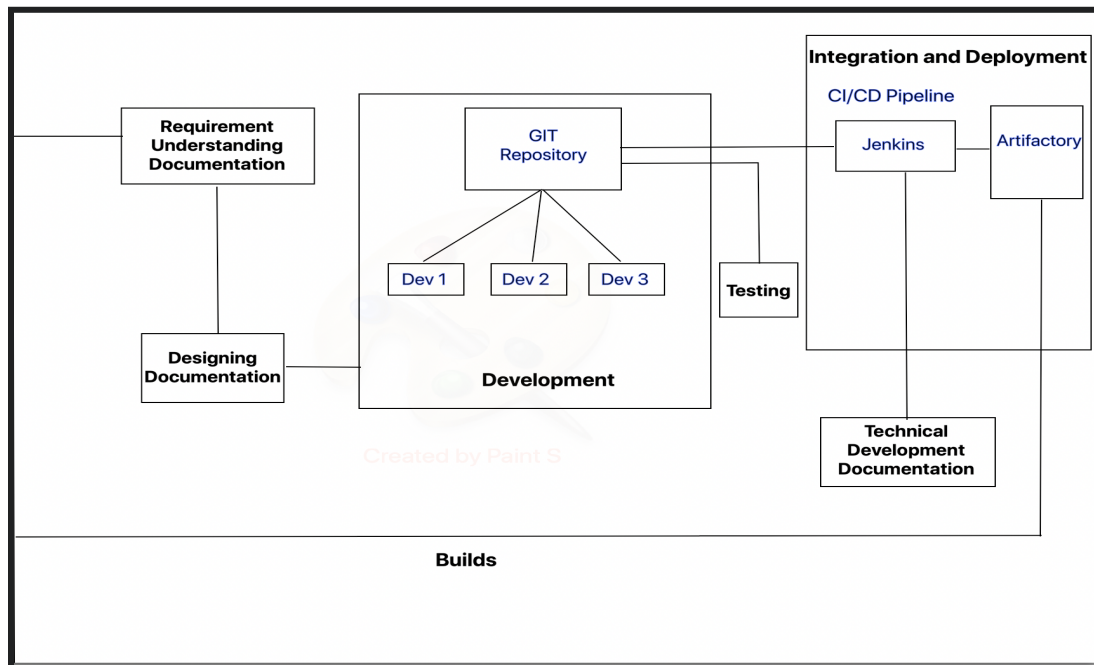 Integration and Deployment
CI/CD Pipeline
Requirement
Understanding
Documentation
GIT
Repository
Jenkins
Artifactory
Dev 1
Dev 2
Dev 3
Testing
Designing
Documentation
Development
Technical
Development
Documentation
Created by Paint S
Builds